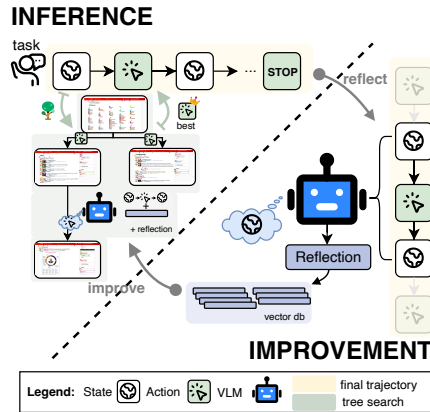 INFERENCE
task
... STOP
best
reflect
+
+ reflection
improve
Reflection
vector db
IMPROVEMENT
Legend: State Action VLM final trajectory
tree search